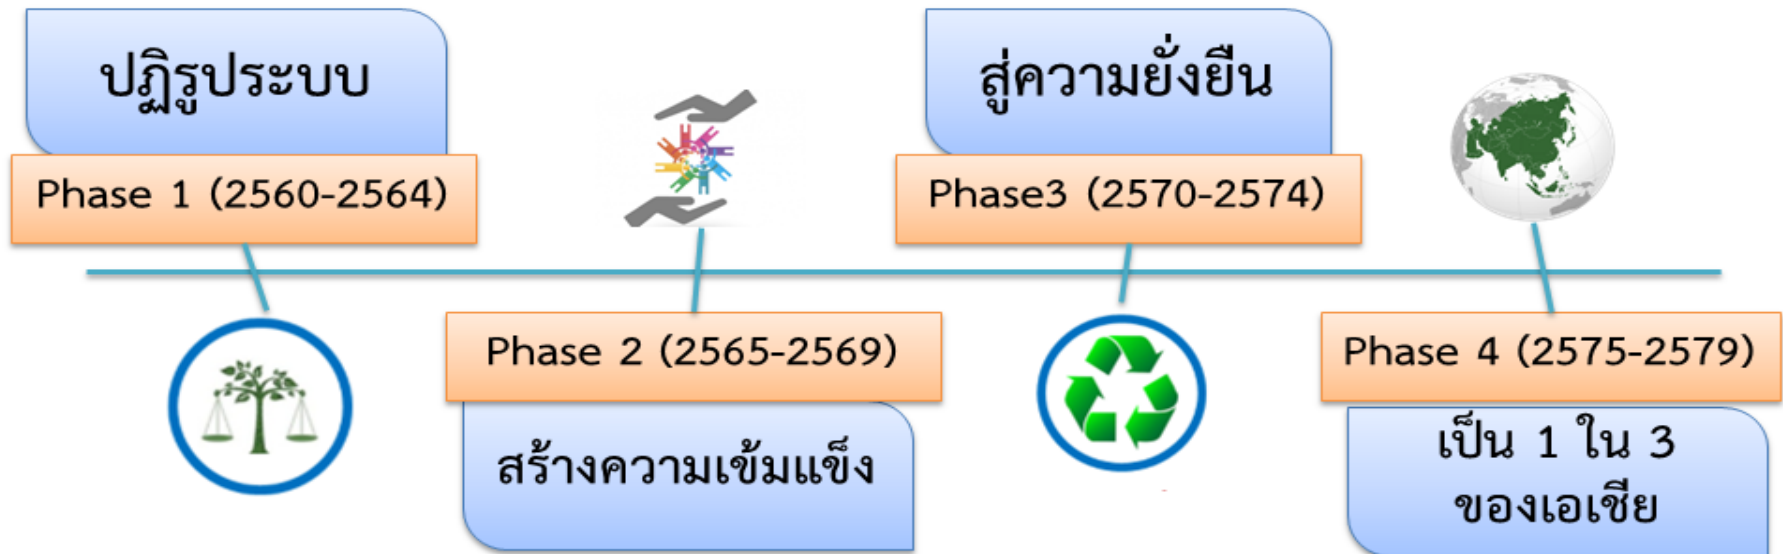 ปฏิรูประบบ
Phase 1 (2560-2564)
Phase 2 (2565-2569)
สร้างความเข้มแข็ง
สู่ความยั่งยืน
Phase3 (2570-2574)
Phase 4 (2575-2579)
เป็น 1 ใน 3
ของเอเชีย